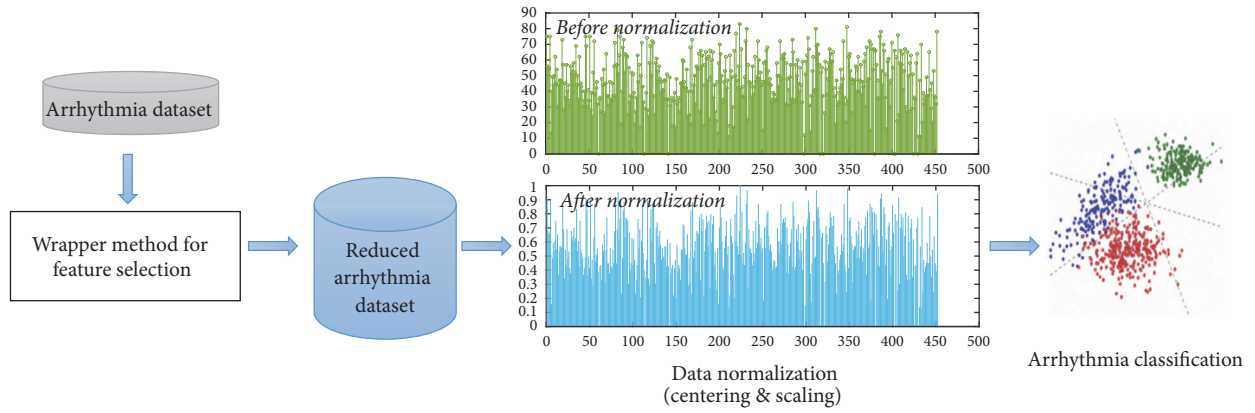 Arrhythmia dataset
Wrapper method for
feature selection
Reduced
arrhythmia
dataset
90
80
70
60
50
40
30
20
10
0
Before normalization
0 50 100 150 200 250 300 350 400 450 500
1
0.9
0.8
0.7
0.6
0.5
0.4
0.3
0.2
0.1
0
After normalization
0 50 100 150 200 250 300 350 400 450 500
Data normalization
(centering & scaling)
Arrhythmia classification